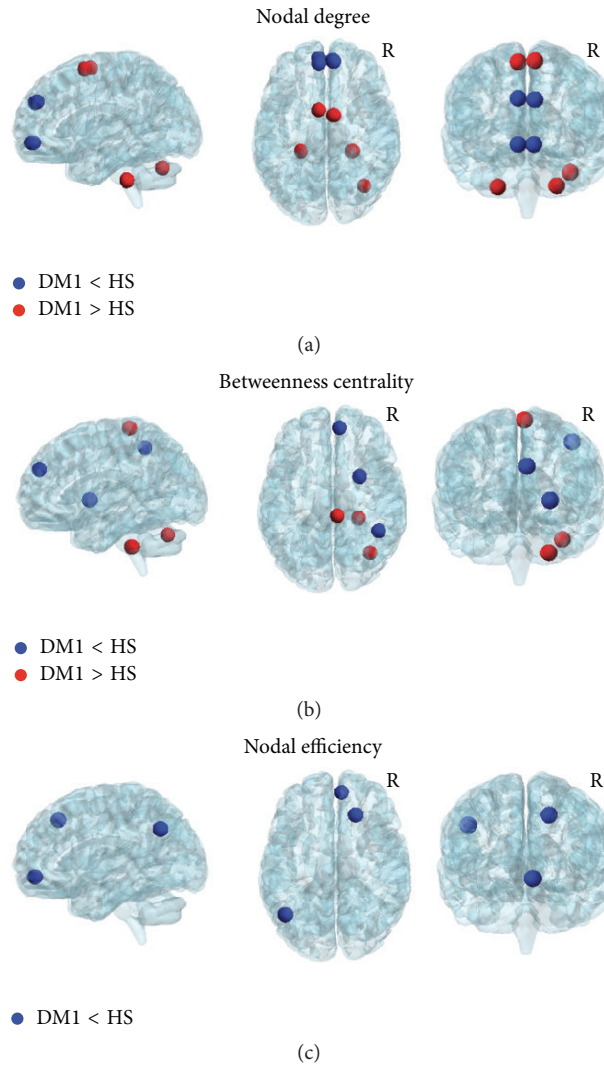 Nodal degree
R
R
DM1 < HS
DM1 > HS
(a)
Betweenness centrality
R
R
DM1 < HS
DM1 > HS
(b)
Nodal efficiency
R
R
DM1 < HS
(c)